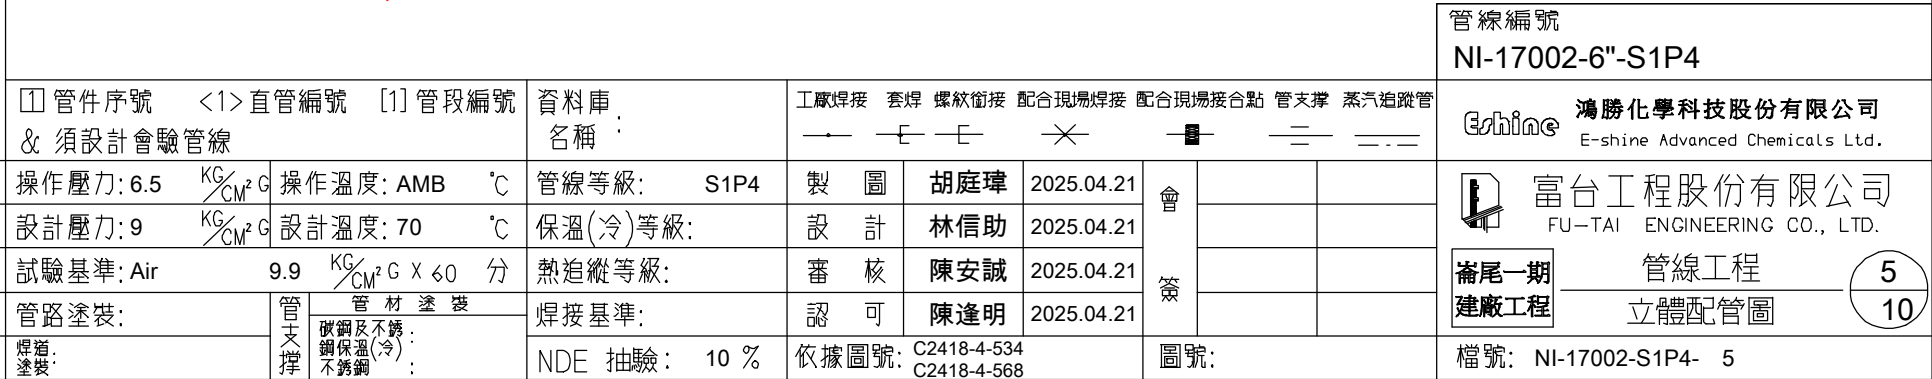 管線編號
NI-17002-6"-S1P4
1 管件序號 <1>直管編號 [1]管段編號
& 須設計會驗管線
資料庫名稱:
工廠焊接 套焊 螺紋銜接 配合現場焊接 配合現場接合點 管支撐 蒸汽追蹤管
Eshine 鴻勝化學科技股份有限公司
E-shine Advanced Chemicals Ltd.
操作壓力: 6.5 KG/CM² G 操作溫度: AMB ℃ 管線等級: S1P4 製圖 胡庭瑋 2025.04.21 會簽
設計壓力: 9 KG/CM² G 設計溫度: 70 ℃ 保溫(冷)等級: 設計 林信助 2025.04.21
富台工程股份有限公司
FU-TAI ENGINEERING CO., LTD.
試驗基準: Air 9.9 KG/CM² G X 60 分 熱追縱等級: 審核 陳安誠 2025.04.21
管路塗裝: 管支撐 管材塗裝 焊接基準: 認可 陳逢明 2025.04.21
崙尾一期
建廠工程
管線工程
立體配管圖
5
10
焊道塗裝:
碳鋼及不銹鋼保溫(冷):
不銹鋼:
NDE 抽驗: 10 % 依據圖號: C2418-4-534
C2418-4-568
圖號:
檔號: NI-17002-S1P4- 5